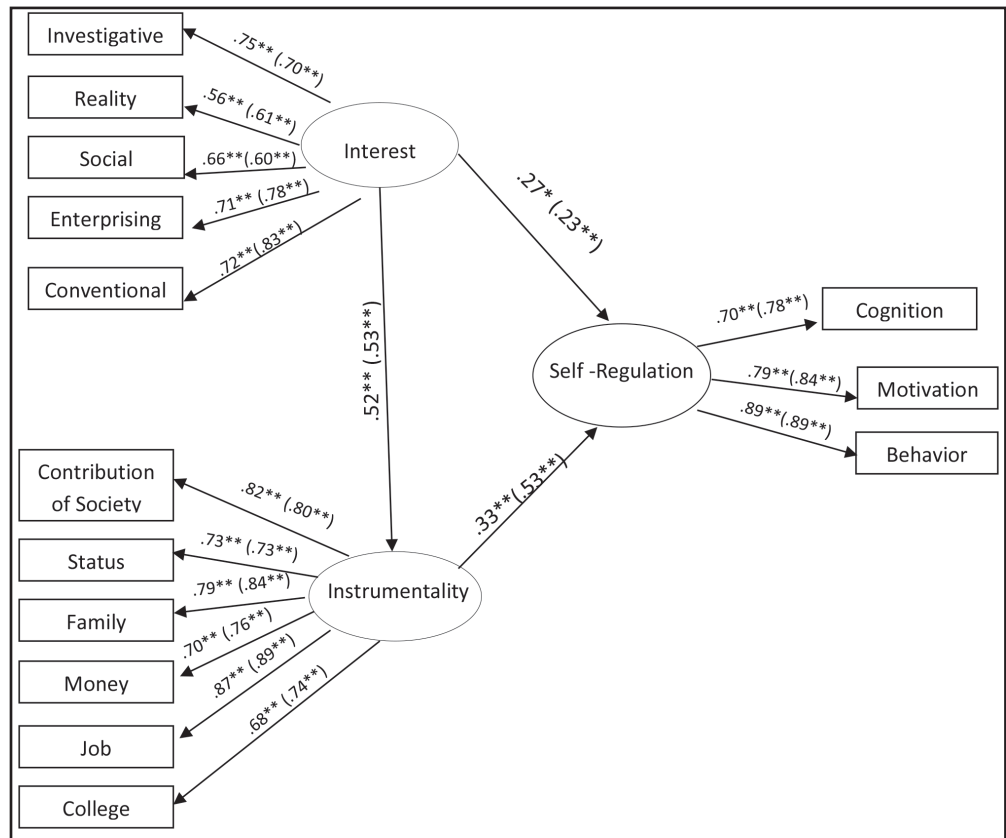 Investigative
.75** (.70**)
Reality
.56** (.61**)
Interest
Social
.66**(.60**)
Enterprising
.71** (.78**)
.27* (.23**)
Conventional
.72**(.83**)
Cognition
.70**(.78**)
.52** (.53**)
Self -Regulation
Motivation
.79**(.84**)
Behavior
.89**(.89**)
Contribution
of Society
.82** (.80**)
.33**(.53**)
Status
.73** (.73**)
Instrumentality
Family
.79** (.84**)
Money
.70** (.76**)
Job
.87** (.89**)
College
.68** (.74**)